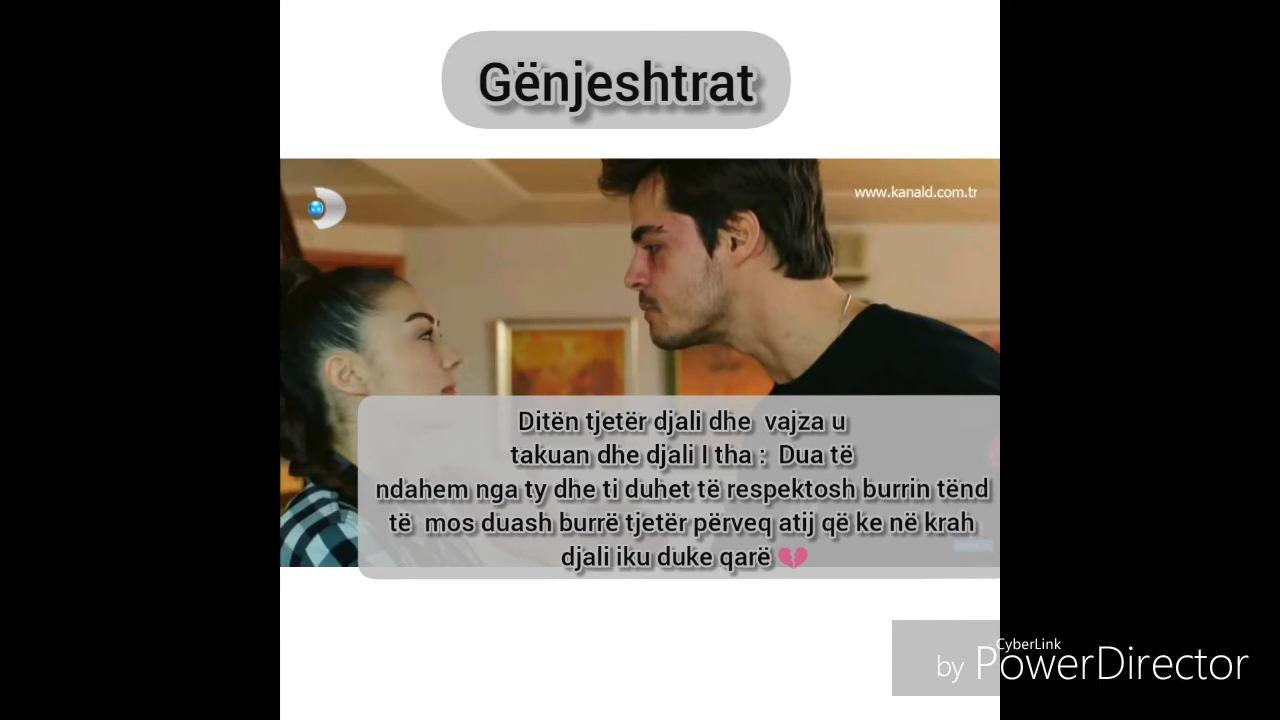 Gënjeshtrat
www.kanald.com.tr
Ditën tjetër djali dhe vajza u
takuan dhe djali I tha : Dua të
ndahem nga ty dhe ti duhet të respektosh burrin tënd
të mos duash burrë tjetër përveq atij që ke në krah
djali iku duke qarë 💔
CyberLink
by PowerDirector